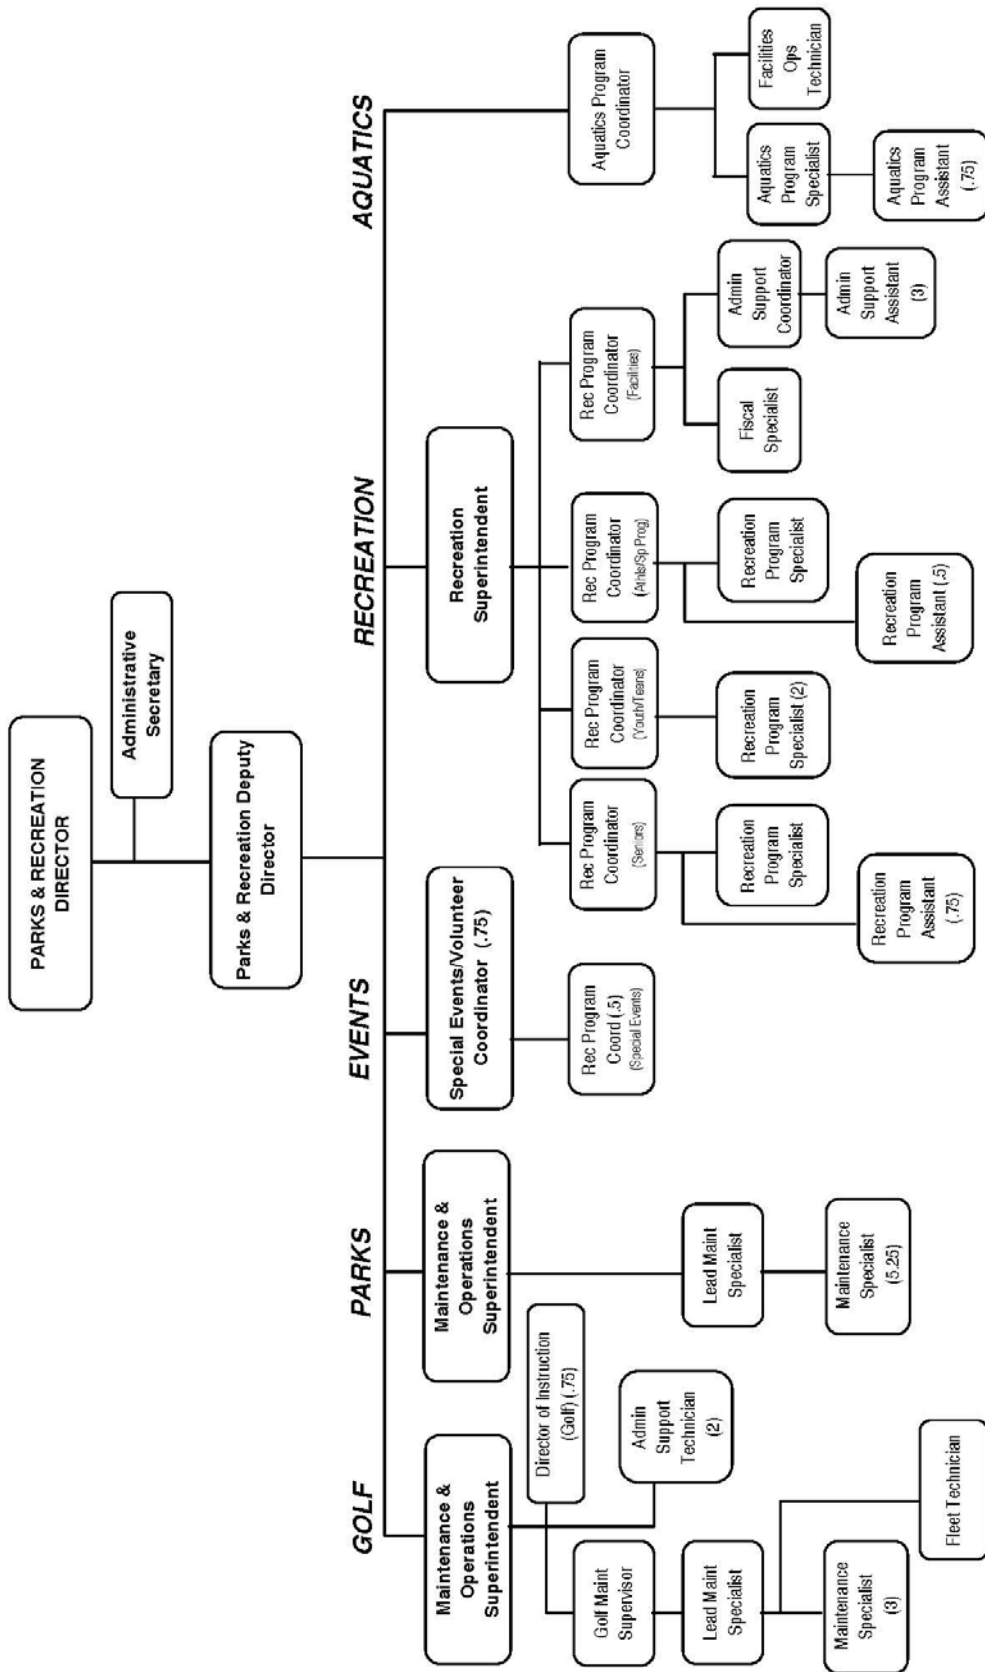 PARKS & RECREATION
DIRECTOR
Administrative
Secretary
Parks & Recreation Deputy
Director
GOLF
PARKS
EVENTS
RECREATION
AQUATICS
Maintenance &
Operations
Superintendent
Maintenance &
Operations
Superintendent
Special Events/Volunteer
Coordinator (.75)
Recreation
Superintendent
Director of Instruction
(Golf) (.75)
Golf Maint
Supervisor
Admin
Support
Technician
(2)
Lead Maint
Specialist
Maintenance
Specialist
(3)
Fleet Technician
Lead Maint
Specialist
Maintenance
Specialist
(5.25)
Rec Program
Coord (.5)
(Special Events)
Rec Program
Coordinator
(Seniors)
Rec Program
Coordinator
(Youth/Teens)
Rec Program
Coordinator
(Athls/Sp Prog)
Rec Program
Coordinator
(Facilities)
Aquatics Program
Coordinator
Recreation
Program
Specialist
Recreation
Program
Assistant
(.75)
Recreation
Program
Specialist (2)
Recreation
Program
Specialist
Recreation
Program
Assistant (.5)
Fiscal
Specialist
Admin
Support
Coordinator
Admin
Support
Assistant
(3)
Aquatics
Program
Specialist
Facilities
Ops
Technician
Aquatics
Program
Assistant
(.75)